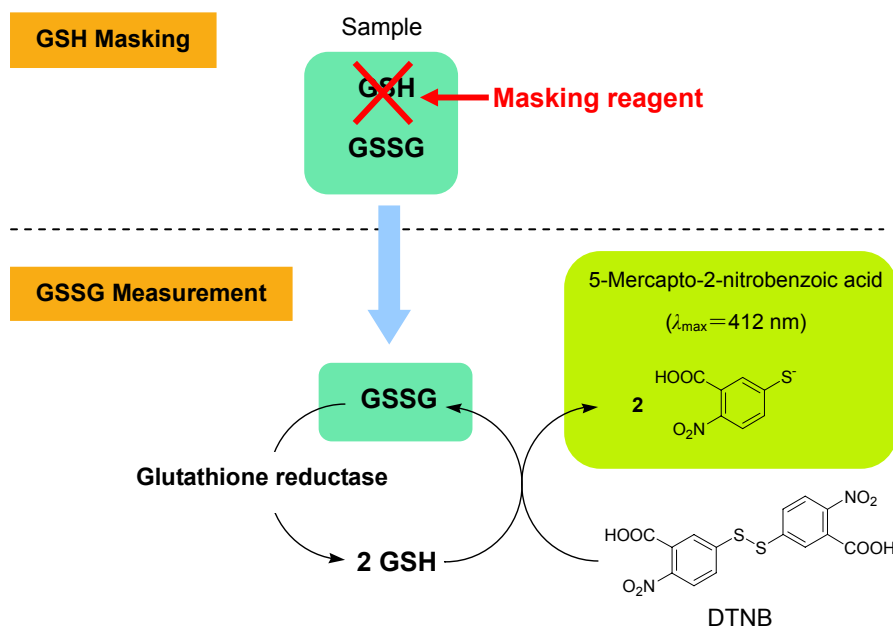 GSH Masking
Sample
GSH
Masking reagent
GSSG
GSSG Measurement
5-Mercapto-2-nitrobenzoic acid
(λmax＝412 nm)
HOOC
S-
2
O₂N
GSSG
Glutathione reductase
2 GSH
NO₂
HOOC
S
S
COOH
O₂N
DTNB